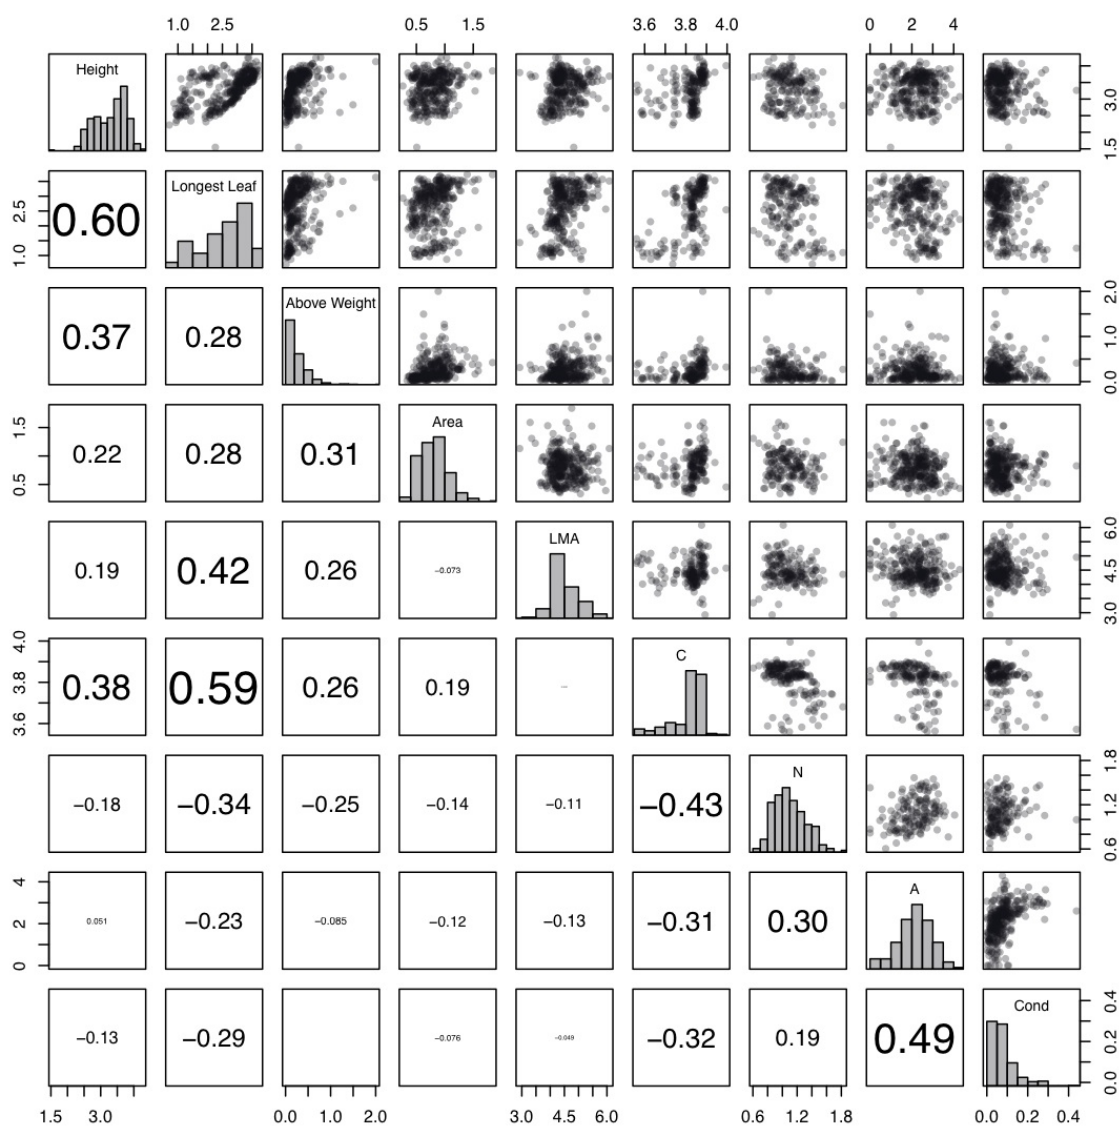 1.0 2.5 0.5 1.5 3.6 3.8 4.0 0 2 4
Height
1.5 3.0
Longest Leaf
1.0 2.5
0.60
Above Weight
0.37 0.28
0.0 1.0 2.0
Area
0.5 1.5
0.22 0.28 0.31
LMA
0.19 0.42 0.26 −0.073
3.0 4.5 6.0
C
3.6 3.8 4.0
0.38 0.59 0.26 0.19
N
−0.18 −0.34 −0.25 −0.14 −0.11 −0.43
0.6 1.2 1.8
A
0 2 4
0.051 −0.23 −0.085 −0.12 −0.13 −0.31 0.30
Cond
−0.13 −0.29 −0.076 −0.049 −0.32 0.19 0.49
0.0 0.2 0.4
1.5 3.0 0.0 1.0 2.0 3.0 4.5 6.0 0.6 1.2 1.8 0.0 0.2 0.4